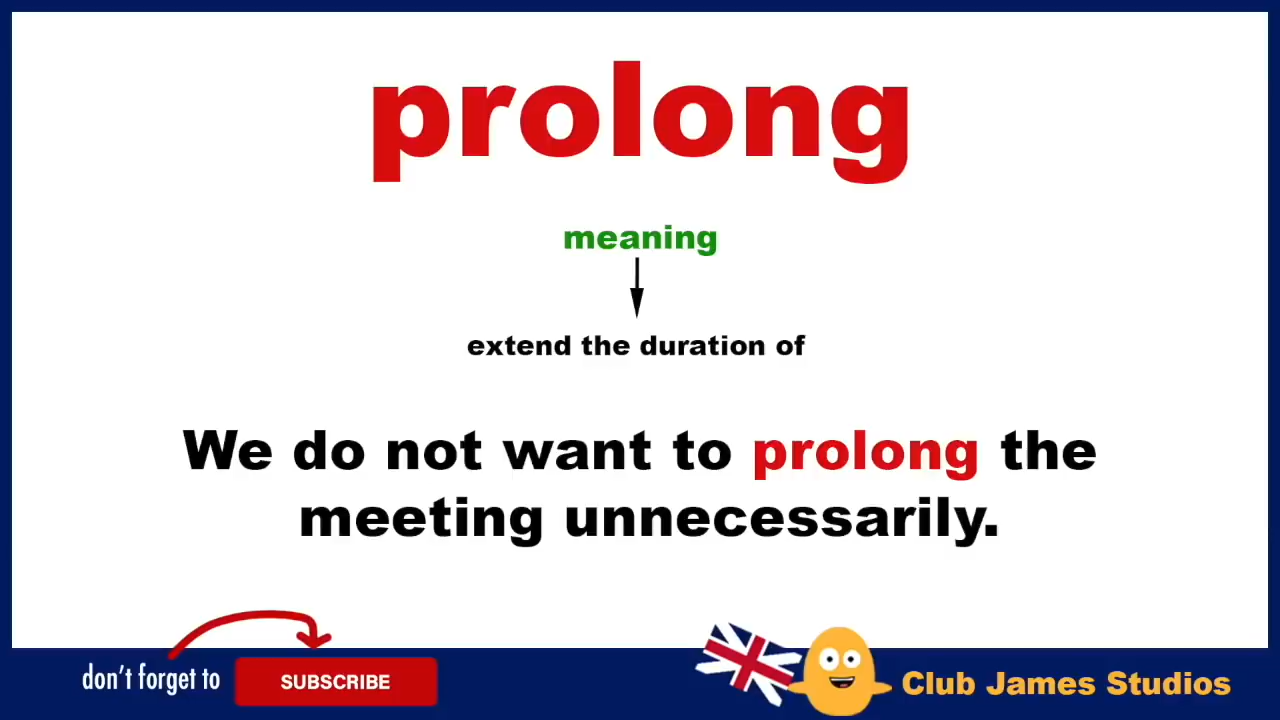 prolong
meaning
extend the duration of
We do not want to prolong the
meeting unnecessarily.
don't forget to
SUBSCRIBE
Club James Studios